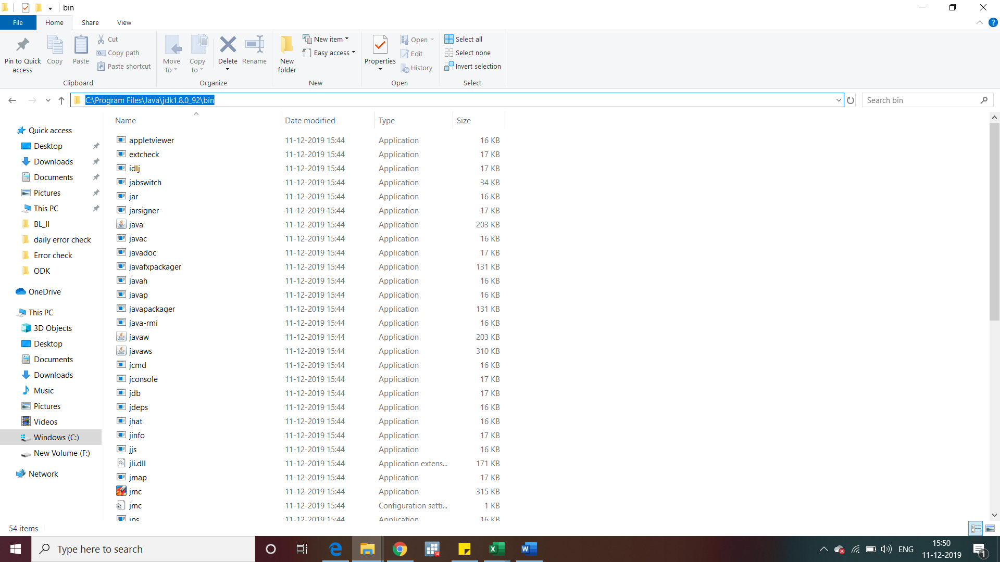 bin
File Home Share View
Pin to Quick access
Copy
Paste
Cut
Copy path
Paste shortcut
Clipboard
Move to
Copy to
Delete
Rename
Organize
New folder
New item
Easy access
New
Properties
Open
Edit
History
Open
Select all
Select none
Invert selection
Select
C:\Program Files\Java\jdk1.8.0_92\bin
Search bin
Quick access
Desktop
Downloads
Documents
Pictures
This PC
BL_II
daily error check
Error check
ODK
OneDrive
This PC
3D Objects
Desktop
Documents
Downloads
Music
Pictures
Videos
Windows (C:)
New Volume (F:)
Network
Name Date modified Type Size
appletviewer 11-12-2019 15:44 Application 16 KB
extcheck 11-12-2019 15:44 Application 17 KB
idlj 11-12-2019 15:44 Application 17 KB
jabswitch 11-12-2019 15:44 Application 34 KB
jar 11-12-2019 15:44 Application 16 KB
jarsigner 11-12-2019 15:44 Application 17 KB
java 11-12-2019 15:44 Application 203 KB
javac 11-12-2019 15:44 Application 16 KB
javadoc 11-12-2019 15:44 Application 17 KB
javafxpackager 11-12-2019 15:44 Application 131 KB
javah 11-12-2019 15:44 Application 16 KB
javap 11-12-2019 15:44 Application 16 KB
javapackager 11-12-2019 15:44 Application 131 KB
java-rmi 11-12-2019 15:44 Application 16 KB
javaw 11-12-2019 15:44 Application 203 KB
javaws 11-12-2019 15:44 Application 310 KB
jcmd 11-12-2019 15:44 Application 16 KB
jconsole 11-12-2019 15:44 Application 17 KB
jdb 11-12-2019 15:44 Application 17 KB
jdeps 11-12-2019 15:44 Application 16 KB
jhat 11-12-2019 15:44 Application 16 KB
jinfo 11-12-2019 15:44 Application 17 KB
jjs 11-12-2019 15:44 Application 16 KB
jli.dll 11-12-2019 15:44 Application extens... 171 KB
jmap 11-12-2019 15:44 Application 17 KB
jmc 11-12-2019 15:44 Application 315 KB
jmc 11-12-2019 15:44 Configuration setti... 1 KB
jps 11-12-2019 15:44 Application 16 KB
54 items
Type here to search
14
ENG
15:50
11-12-2019
1